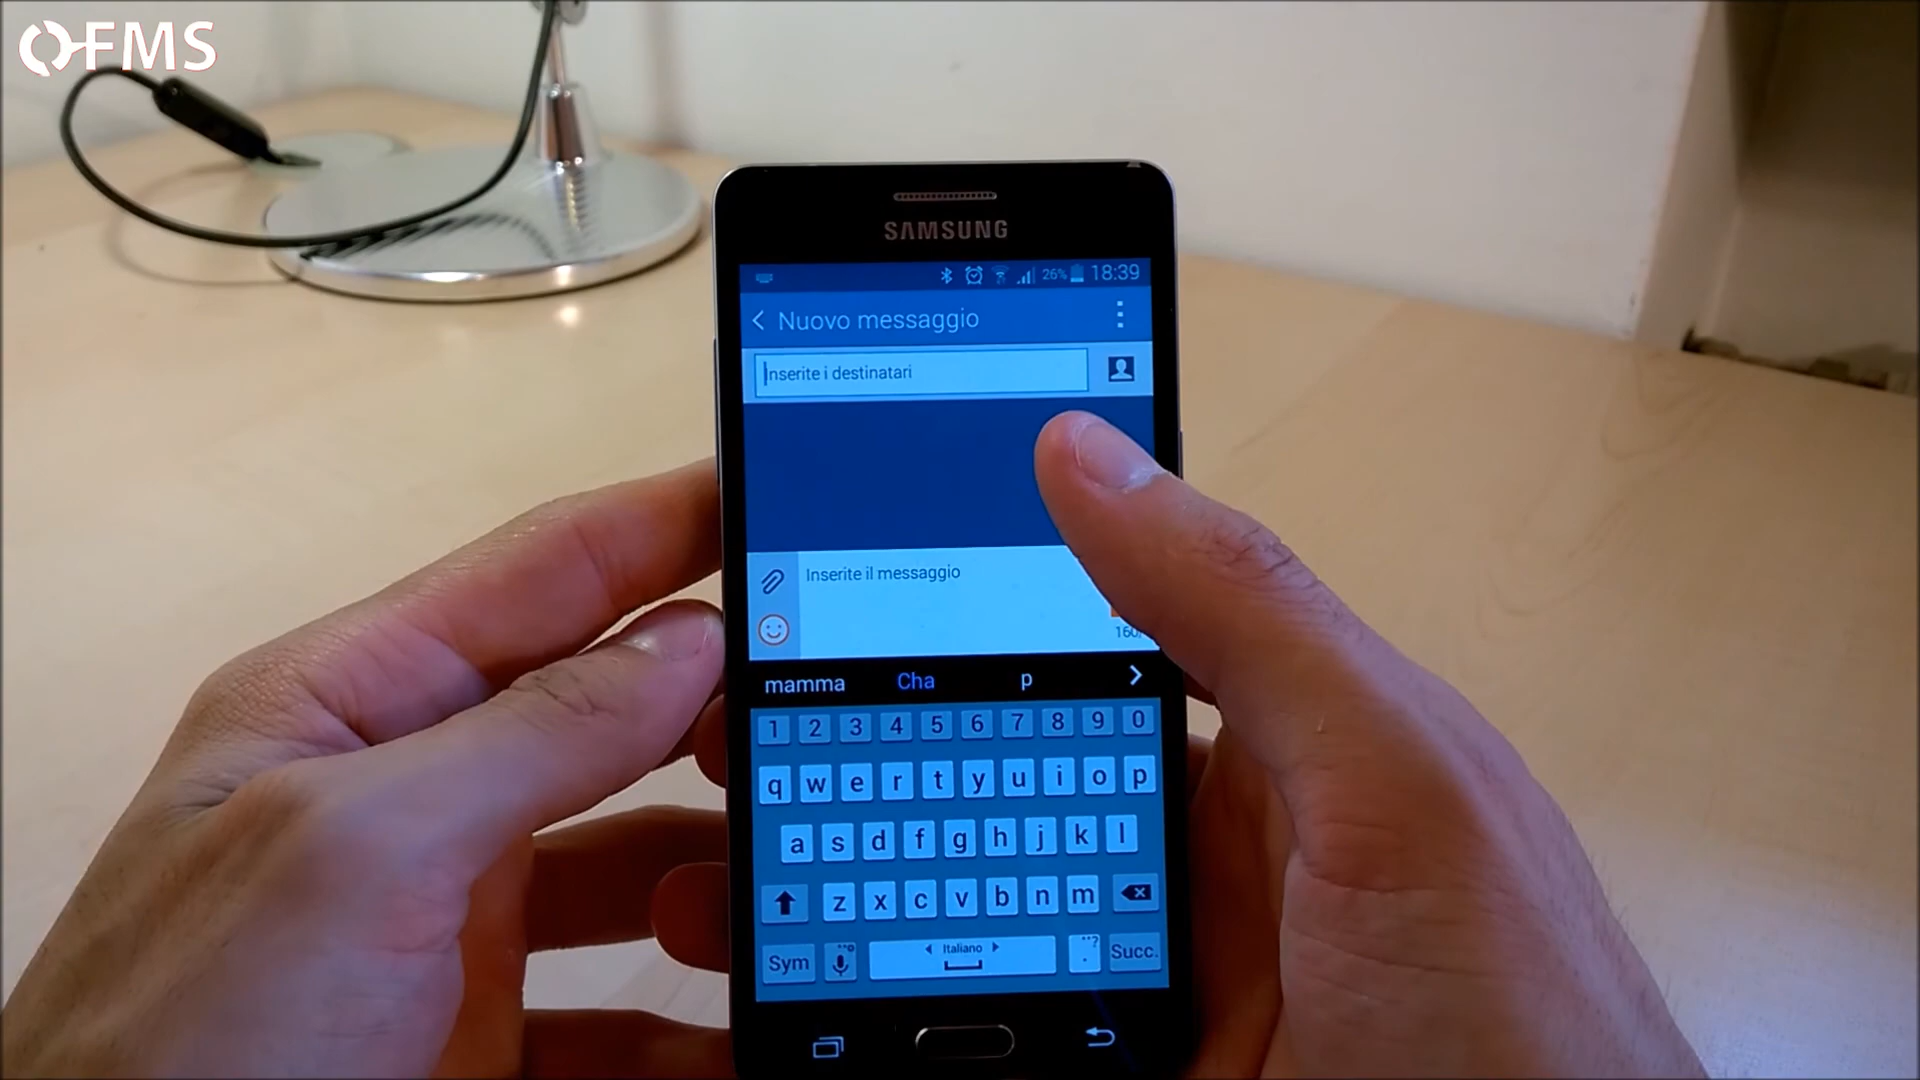 FMS
SAMSUNG
26% 18:39
Nuovo messaggio
Inserite i destinatari
Inserite il messaggio
160/
mamma Cha p
1 2 3 4 5 6 7 8 9 0
q w e r t y u i o p
a s d f g h j k l
z x c v b n m
Sym Italiano . Succ.